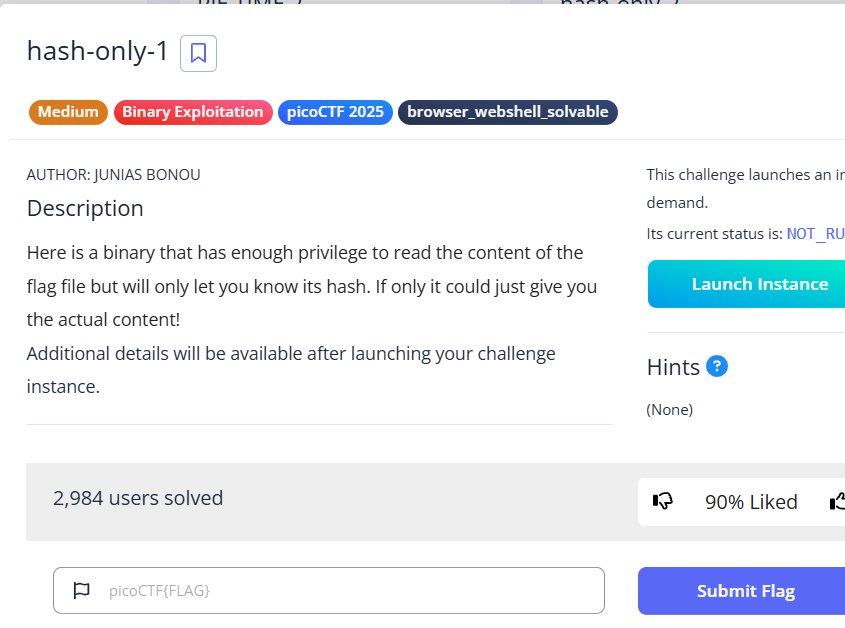 hash-only-1
Medium Binary Exploitation picoCTF 2025 browser_webshell_solvable
AUTHOR: JUNIAS BONOU
Description
Here is a binary that has enough privilege to read the content of the
flag file but will only let you know its hash. If only it could just give you
the actual content!
Additional details will be available after launching your challenge
instance.
This challenge launches an
demand.
Its current status is: NOT_RU
Launch Instance
Hints ?
(None)
2,984 users solved
90% Liked
picoCTF{FLAG}
Submit Flag